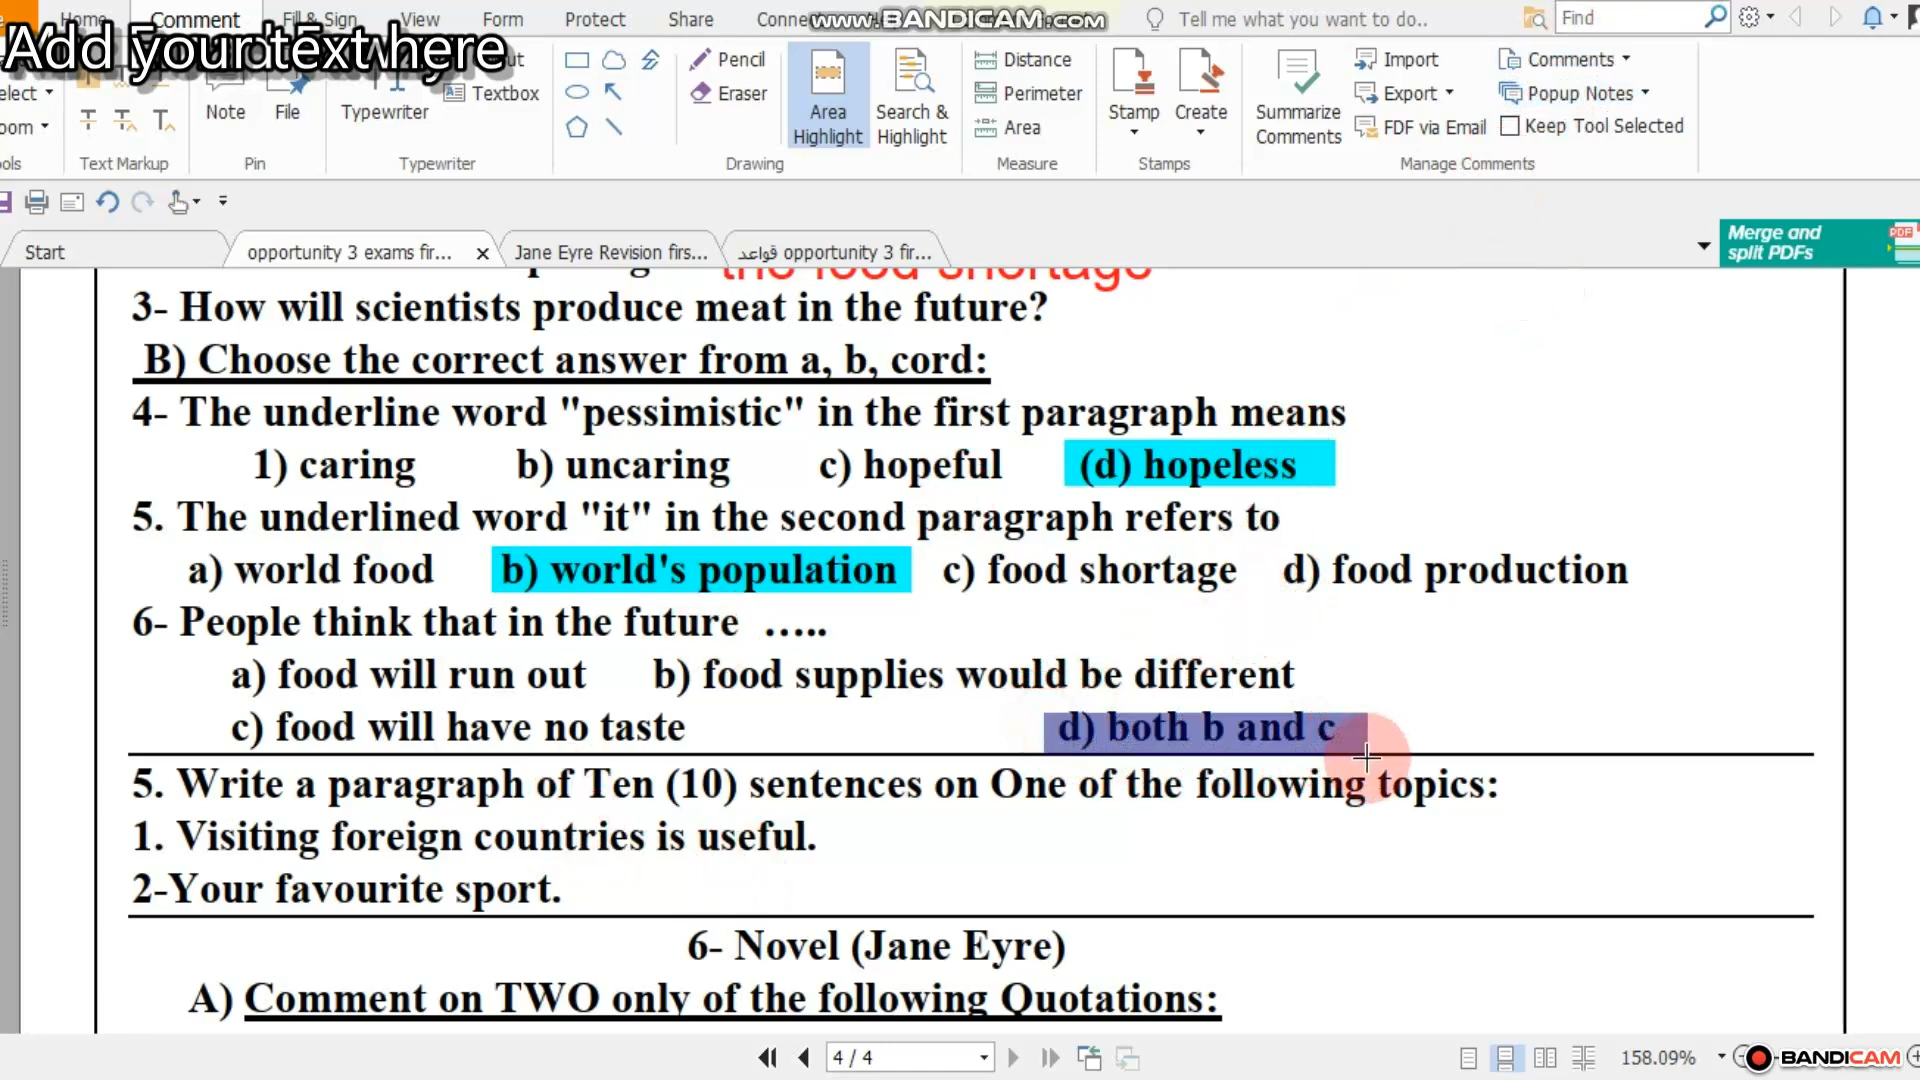 Home Comment Fill & Sign View Form Protect Share Connect www.BANDICAM.com Tell me what you want to do.. Find
Add your text here
Note File Typewriter Textbox Pencil Eraser Area Highlight Search & Highlight Distance Perimeter Area Stamp Create Summarize Comments Import Export FDF via Email Comments Popup Notes Keep Tool Selected
Text Markup Pin Typewriter Drawing Measure Stamps Manage Comments
Start opportunity 3 exams fir... Jane Eyre Revision firs... قواعد opportunity 3 fir... Merge and split PDFs
the food shortage
3- How will scientists produce meat in the future?
B) Choose the correct answer from a, b, cord:
4- The underline word "pessimistic" in the first paragraph means
1) caring b) uncaring c) hopeful (d) hopeless
5. The underlined word "it" in the second paragraph refers to
a) world food b) world's population c) food shortage d) food production
6- People think that in the future …..
a) food will run out b) food supplies would be different
c) food will have no taste d) both b and c
5. Write a paragraph of Ten (10) sentences on One of the following topics:
1. Visiting foreign countries is useful.
2-Your favourite sport.
6- Novel (Jane Eyre)
A) Comment on TWO only of the following Quotations:
4 / 4 158.09% BANDICAM